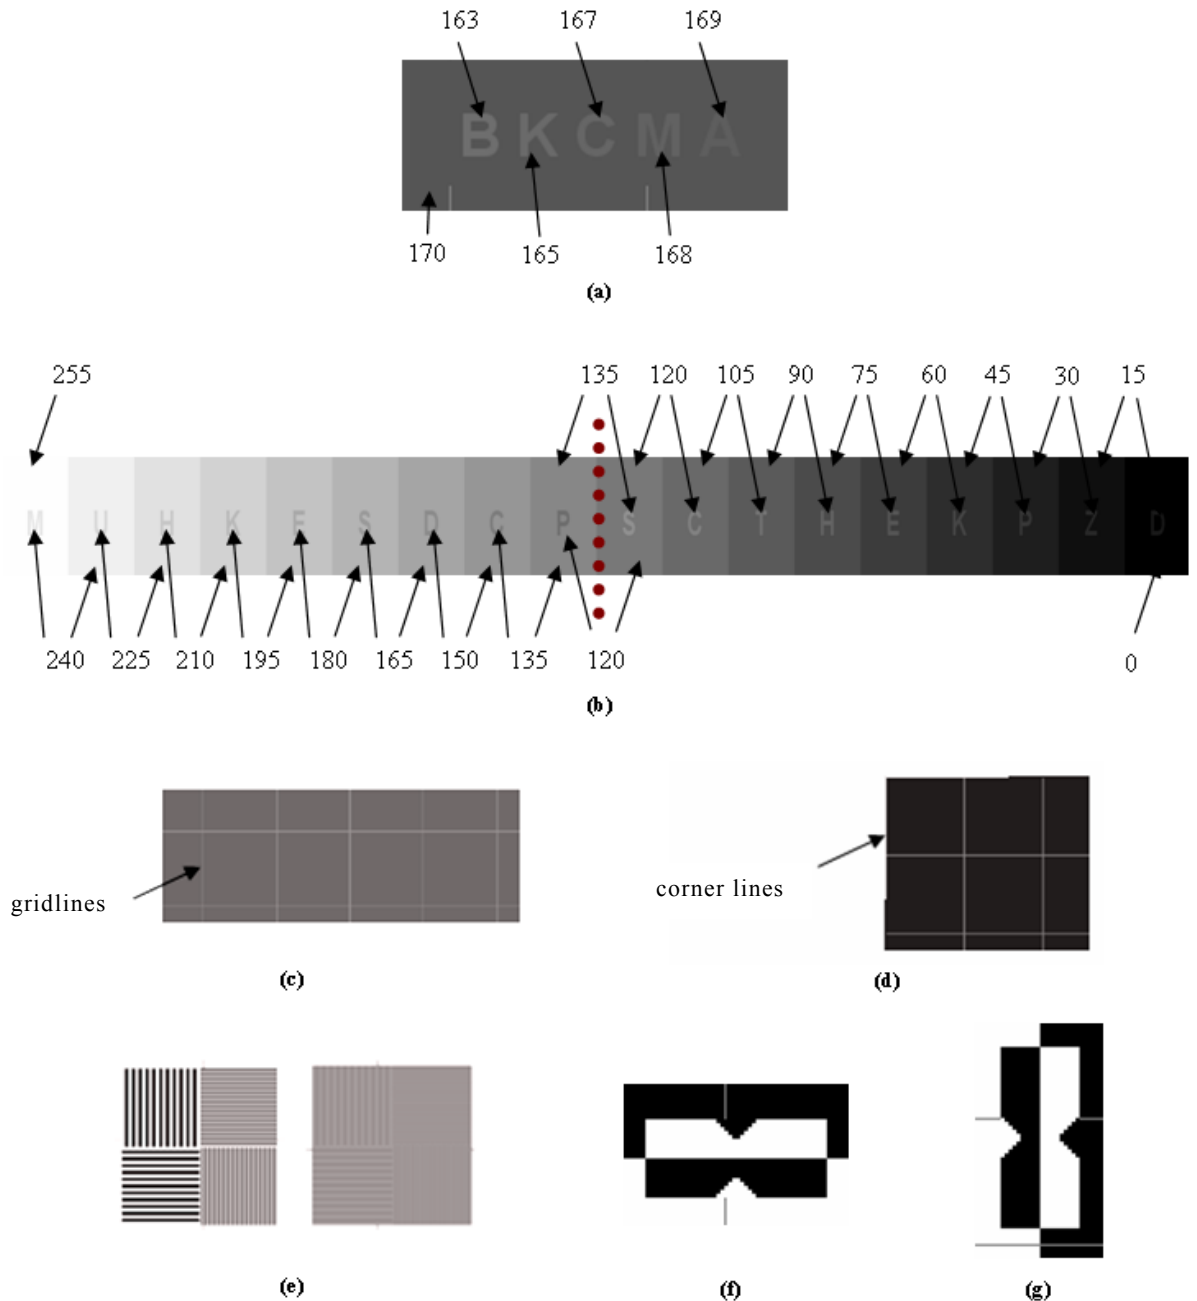 163 167 169
B K C M A
170 165 168
(a)
255 135 120 105 90 75 60 45 30 15
M U H K E S D C P S C T H E K P Z D
240 225 210 195 180 165 150 135 120 0
(b)
gridlines
corner lines
(c) (d)
(e) (f) (g)